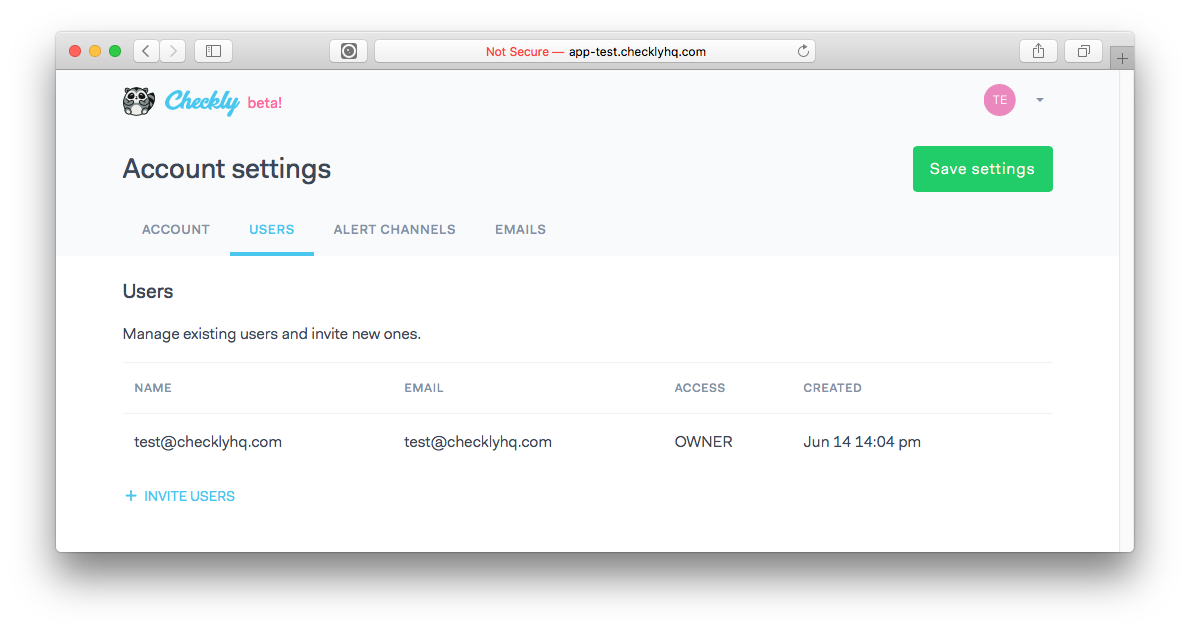 Not Secure — app-test.checklyhq.com
Checkly beta!
TE
Account settings
Save settings
ACCOUNT USERS ALERT CHANNELS EMAILS
Users
Manage existing users and invite new ones.
NAME EMAIL ACCESS CREATED
test@checklyhq.com test@checklyhq.com OWNER Jun 14 14:04 pm
+ INVITE USERS